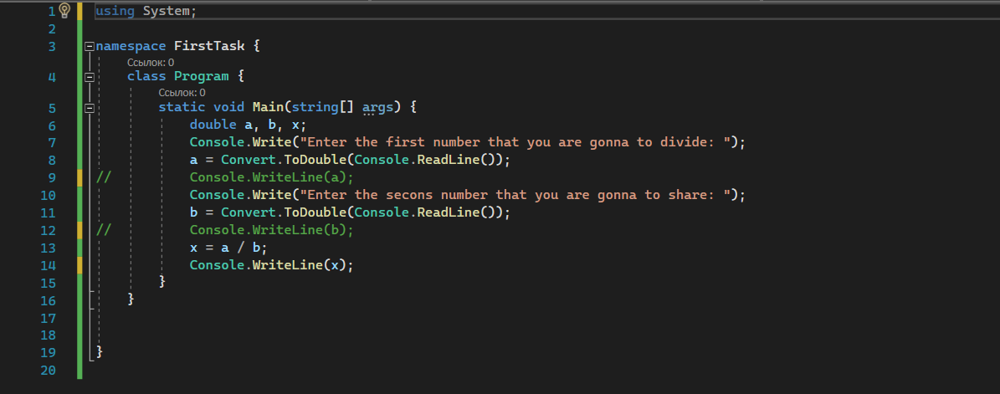 1 using System;
2
3 namespace FirstTask {
Ссылок: 0
4 class Program {
Ссылок: 0
5 static void Main(string[] args) {
6 double a, b, x;
7 Console.Write("Enter the first number that you are gonna to divide: ");
8 a = Convert.ToDouble(Console.ReadLine());
9 // Console.WriteLine(a);
10 Console.Write("Enter the secons number that you are gonna to share: ");
11 b = Convert.ToDouble(Console.ReadLine());
12 // Console.WriteLine(b);
13 x = a / b;
14 Console.WriteLine(x);
15 }
16 }
17
18
19 }
20